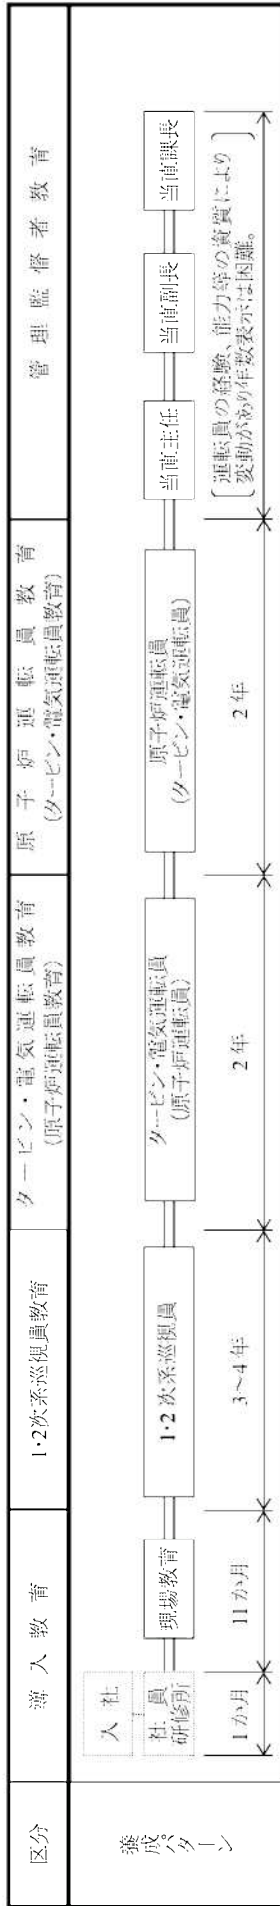 区分
導入教育
1・2次系巡視員教育
タービン・電気運転員教育
(原子炉運転員教育)
原子炉運転員教育
(タービン・電気運転員教育)
管理監督者教育
養成パターン
入社
社員
研修所
現場教育
1・2次系巡視員
タービン・電気運転員
(原子炉運転員)
原子炉運転員
(タービン・電気運転員)
当直主任
当直副長
当直課長
1か月
11か月
3～4年
2年
2年
運転員の経験、能力等の資質により
変動があり年数表示は困難。